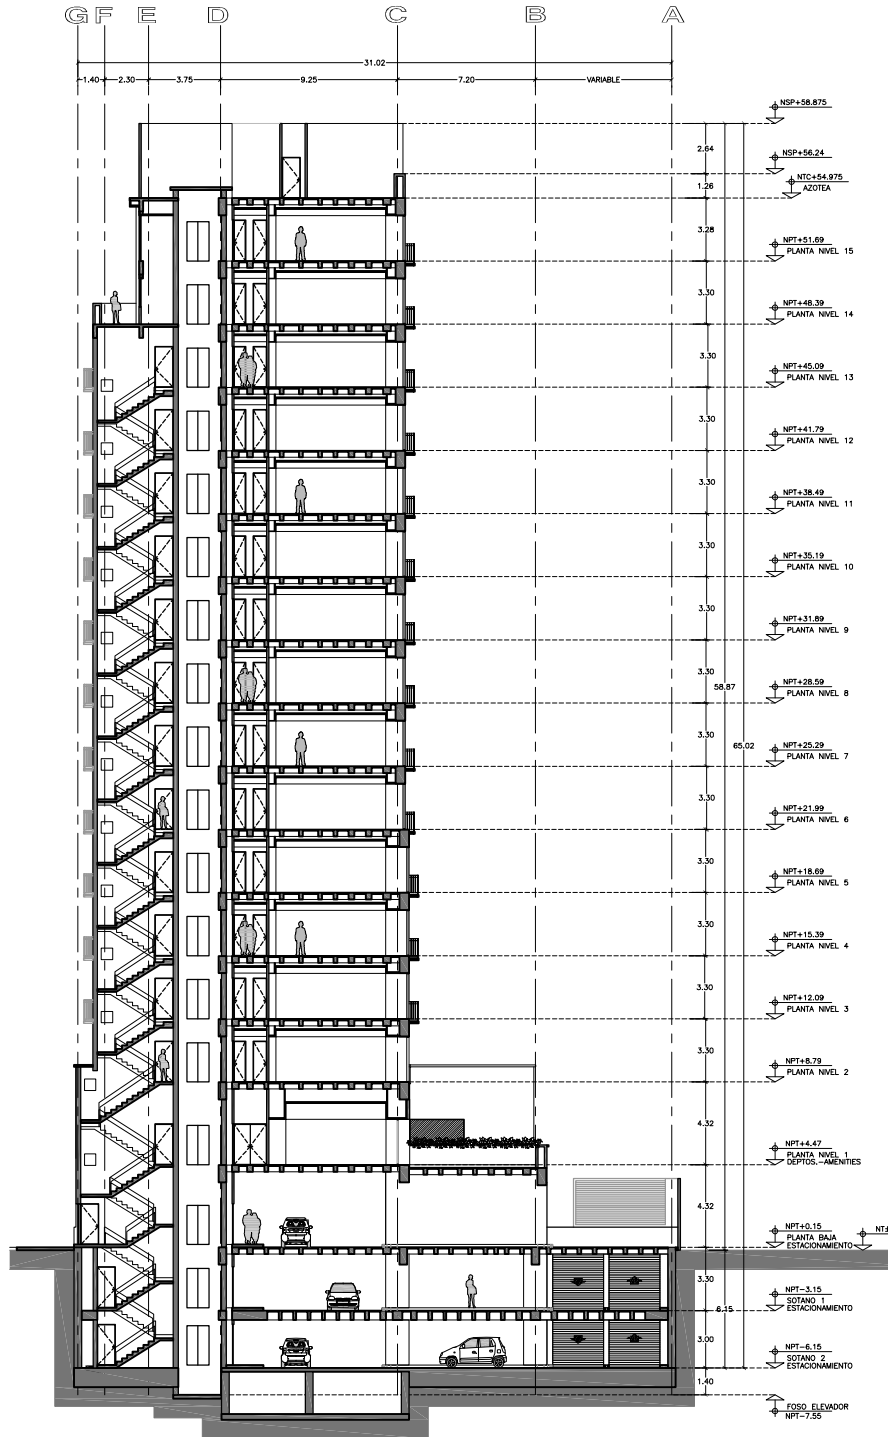 G F E D C B A
31.02
1.40 2.30 3.75 9.25 7.20 VARIABLE
NSP+58.875
2.64
NSP+56.24
1.26
NTC+54.975
AZOTEA
3.28
NPT+51.69
PLANTA NIVEL 15
3.30
NPT+48.39
PLANTA NIVEL 14
3.30
NPT+45.09
PLANTA NIVEL 13
3.30
NPT+41.79
PLANTA NIVEL 12
3.30
NPT+38.49
PLANTA NIVEL 11
3.30
NPT+35.19
PLANTA NIVEL 10
3.30
NPT+31.89
PLANTA NIVEL 9
3.30
NPT+28.59
PLANTA NIVEL 8
58.87
3.30
65.02
NPT+25.29
PLANTA NIVEL 7
3.30
NPT+21.99
PLANTA NIVEL 6
3.30
NPT+18.69
PLANTA NIVEL 5
3.30
NPT+15.39
PLANTA NIVEL 4
3.30
NPT+12.09
PLANTA NIVEL 3
3.30
NPT+8.79
PLANTA NIVEL 2
4.32
NPT+4.47
PLANTA NIVEL 1
DEPTOS.-AMENITIES
4.32
NPT+0.15
PLANTA BAJA
ESTACIONAMIENTO
3.30
NPT-3.15
SOTANO 1
ESTACIONAMIENTO
6.15
3.00
NPT-6.15
SOTANO 2
ESTACIONAMIENTO
1.40
FOSO ELEVADOR
NPT-7.55